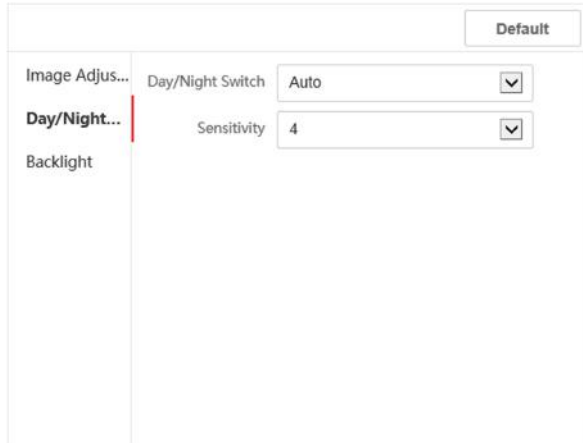 Default
Image Adjus...
Day/Night...
Backlight
Day/Night Switch Auto
Sensitivity 4